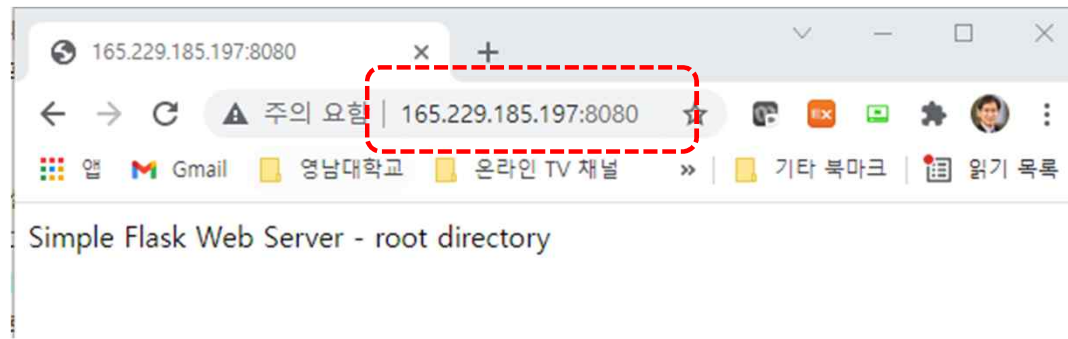 165.229.185.197:8080
주의 요함 165.229.185.197:8080 EX
앱 Gmail 영남대학교 온라인 TV 채널 » 기타 북마크 읽기 목록
Simple Flask Web Server - root directory